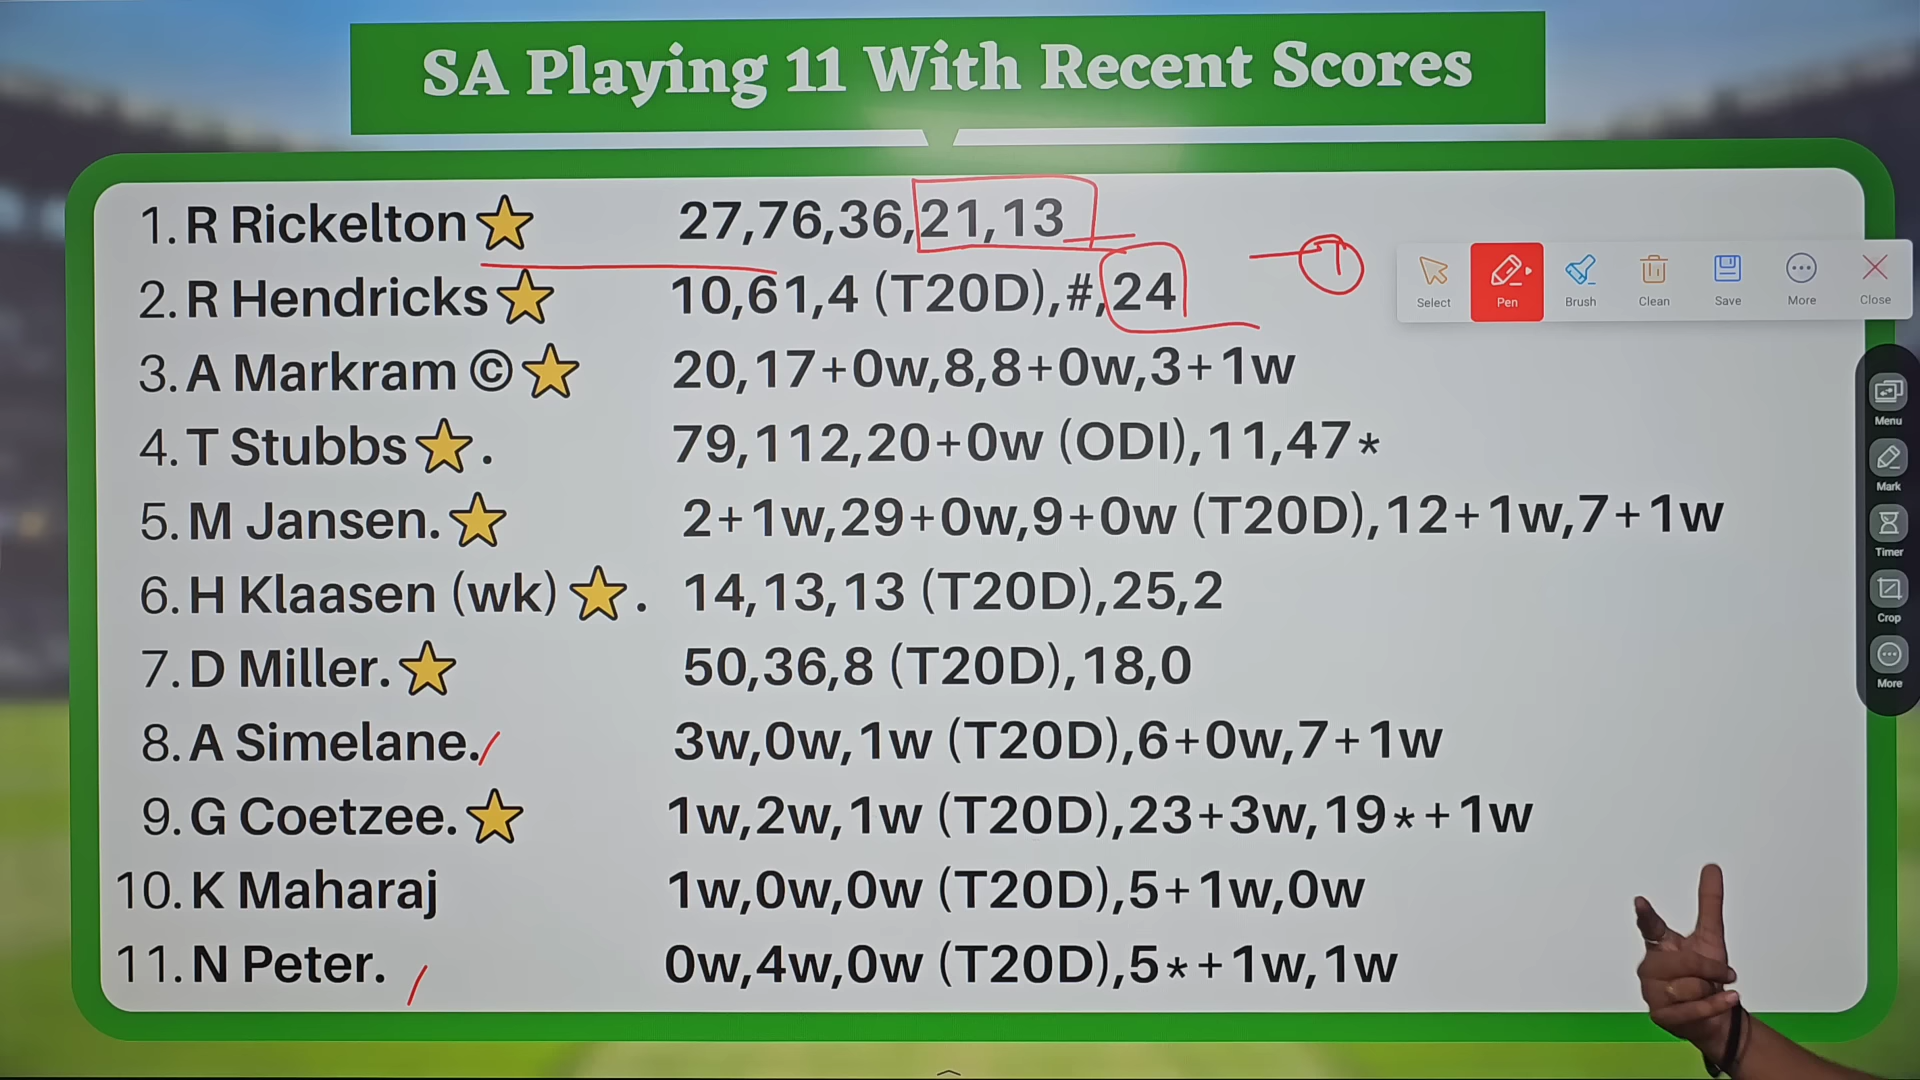 SA Playing 11 With Recent Scores
1. R Rickelton 27,76,36,21,13
2. R Hendricks 10,61,4 (T20D),#,24
3. A Markram © 20,17+0w,8,8+0w,3+1w
4. T Stubbs . 79,112,20+0w (ODI),11,47*
5. M Jansen. 2+1w,29+0w,9+0w (T20D),12+1w,7+1w
6. H Klaasen (wk) . 14,13,13 (T20D),25,2
7. D Miller. 50,36,8 (T20D),18,0
8. A Simelane. 3w,0w,1w (T20D),6+0w,7+1w
9. G Coetzee. 1w,2w,1w (T20D),23+3w,19*+1w
10. K Maharaj 1w,0w,0w (T20D),5+1w,0w
11. N Peter. 0w,4w,0w (T20D),5*+1w,1w
Select Pen Brush Clean Save More Close
Menu
Mark
Timer
Crop
More